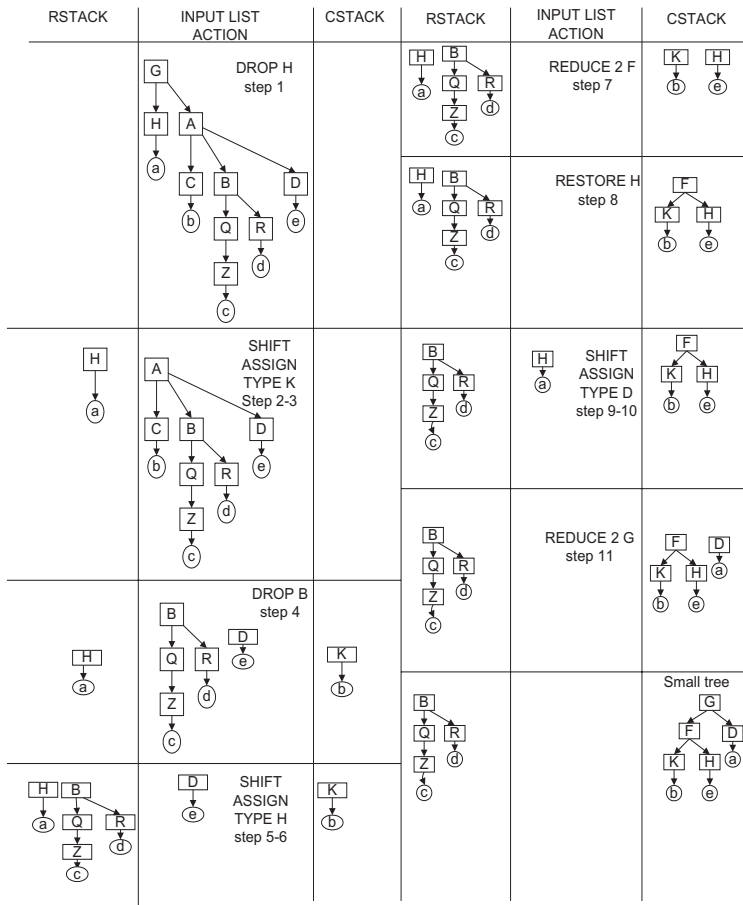 RSTACK INPUT LIST ACTION CSTACK
G DROP H
step 1
H A
a C B D
b Q R e
Z d
c
H SHIFT
ASSIGN
TYPE K
Step 2-3
A
a C B D
b Q R e
Z d
c
DROP B
step 4
B
H Q R D K
a Z d e b
c
H B D SHIFT K
a Q R e ASSIGN b
Z d TYPE H
c step 5-6
RSTACK INPUT LIST ACTION CSTACK
H B REDUCE 2 F K H
a Q R step 7 b e
Z d
c
H B RESTORE H F
a Q R step 8 K H
Z d b e
c
B H SHIFT F
Q R a ASSIGN K H
Z d TYPE D b e
c step 9-10
B REDUCE 2 G F D
Q R step 11 K H a
Z d b e
c
Small tree
B G
Q R F D
Z d K H a
c b e